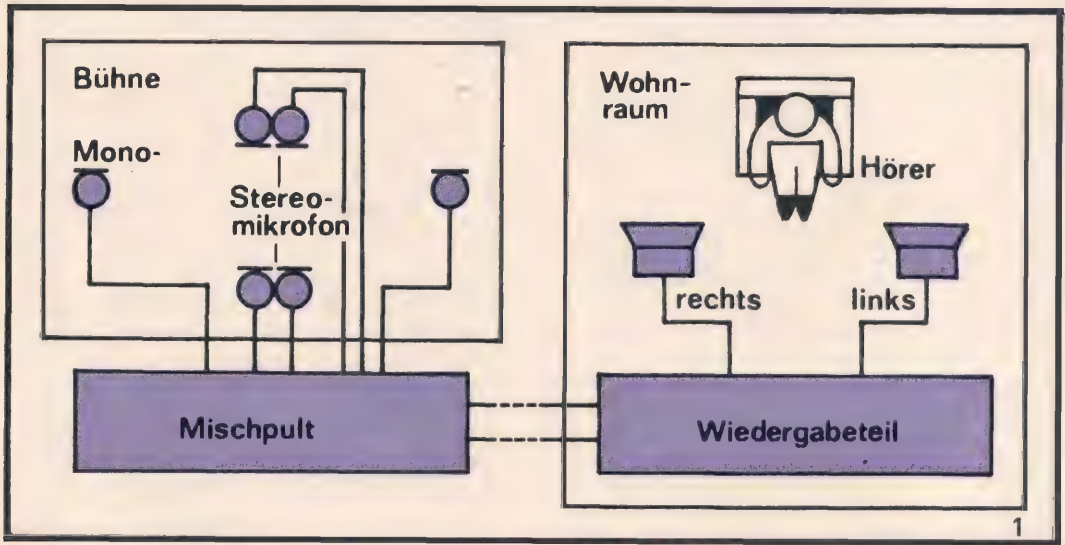 Bühne
Mono-
Stereo-
mikrofon
Mischpult
Wohn-
raum
Hörer
rechts
links
Wiedergabeteil
1